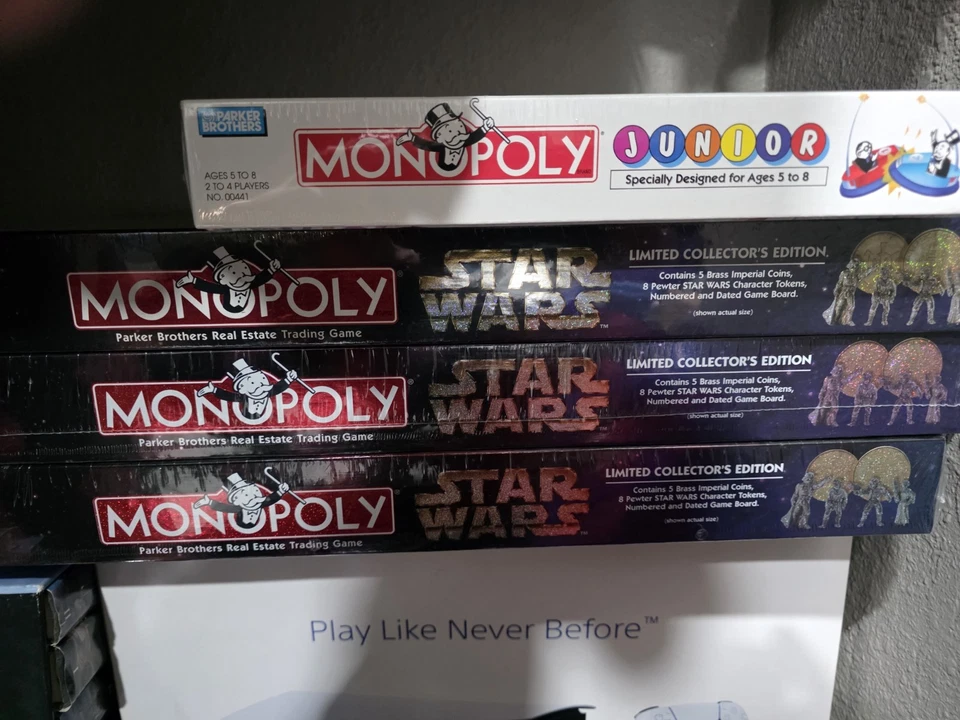 PARKER
BROTHERS
AGES 5 TO 8
2 TO 4 PLAYERS
NO. 00441
MONOPOLY
JUNIOR
Specially Designed for Ages 5 to 8
MONOPOLY
Parker Brothers Real Estate Trading Game
STAR
WARS™
LIMITED COLLECTOR'S EDITION
Contains 5 Brass Imperial Coins,
8 Pewter STAR WARS Character Tokens,
Numbered and Dated Game Board.
(shown actual size)
MONOPOLY
Parker Brothers Real Estate Trading Game
STAR
WARS
LIMITED COLLECTOR'S EDITION
Contains 5 Brass Imperial Coins,
8 Pewter STAR WARS Character Tokens,
Numbered and Dated Game Board.
(shown actual size)
MONOPOLY
Parker Brothers Real Estate Trading Game
STAR
WARS
LIMITED COLLECTOR'S EDITION
Contains 5 Brass Imperial Coins,
8 Pewter STAR WARS Character Tokens,
Numbered and Dated Game Board.
(shown actual size)
Play Like Never Before™